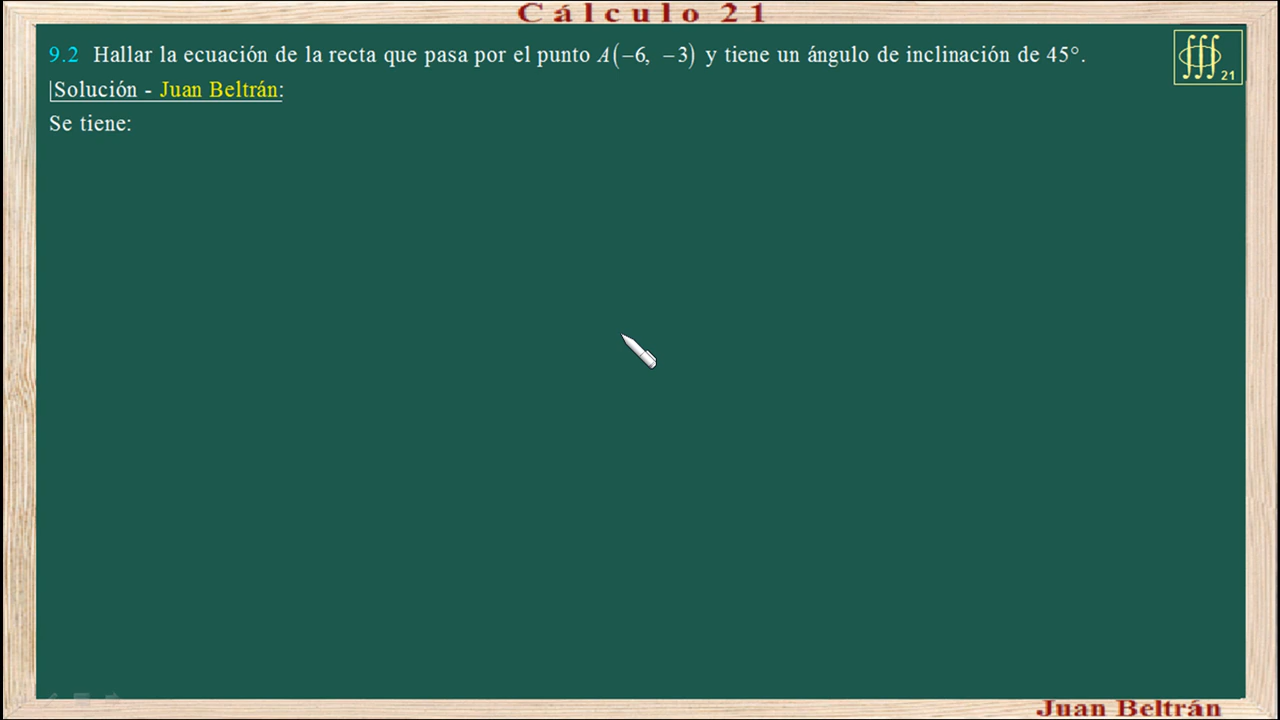 Cálculo 21
9.2 Hallar la ecuación de la recta que pasa por el punto A(−6, −3) y tiene un ángulo de inclinación de 45°.
∫∫∫ 21
Solución - Juan Beltrán:
Se tiene:
Juan Beltrán